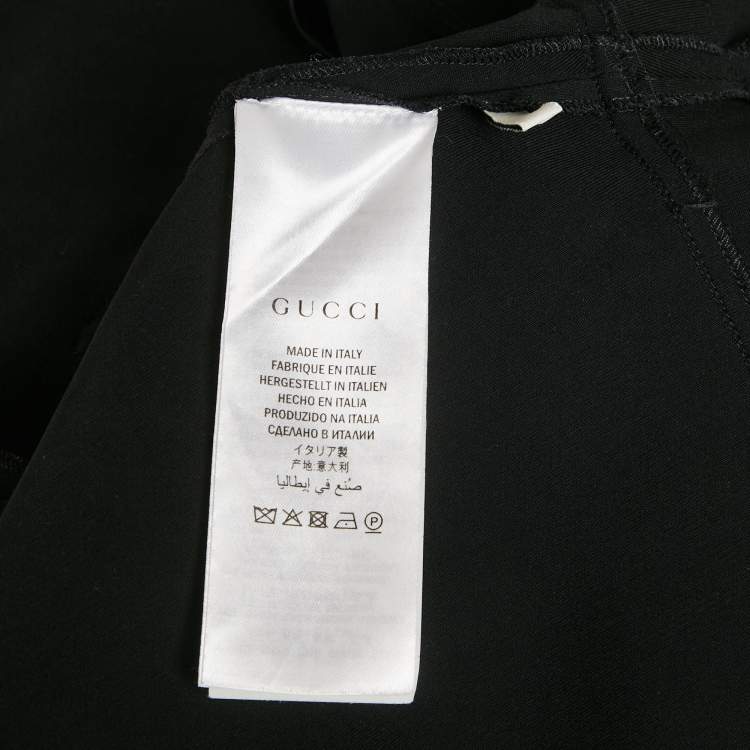 GUCCI
MADE IN ITALY
FABRIQUE EN ITALIE
HERGESTELLT IN ITALIEN
HECHO EN ITALIA
PRODUZIDO NA ITALIA
СДЕЛАНО В ИТАЛИИ
イタリア製
产地:意大利
صنع في إيطاليا
P